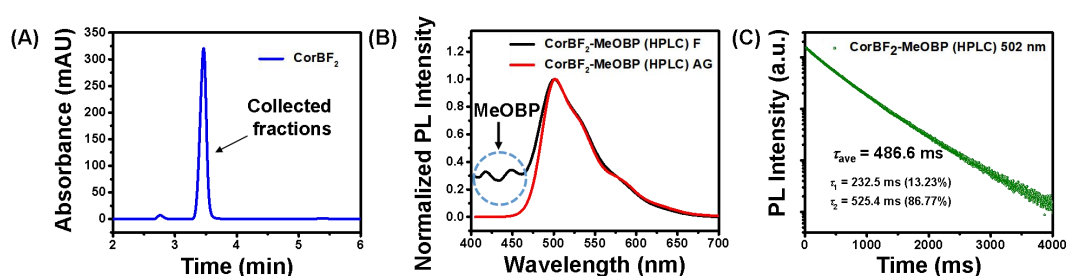 (A)
Absorbance (mAU)
350
300
250
200
150
100
50
0
CorBF₂
Collected
fractions
2 3 4 5 6
Time (min)
(B)
Normalized PL Intensity
1.2
1.0
0.8
0.6
0.4
0.2
0.0
CorBF₂-MeOBP (HPLC) F
CorBF₂-MeOBP (HPLC) AG
MeOBP
400 450 500 550 600 650 700
Wavelength (nm)
(C)
PL Intensity (a.u.)
CorBF₂-MeOBP (HPLC) 502 nm
τave = 486.6 ms
τ₁ = 232.5 ms (13.23%)
τ₂ = 525.4 ms (86.77%)
0 1000 2000 3000 4000
Time (ms)